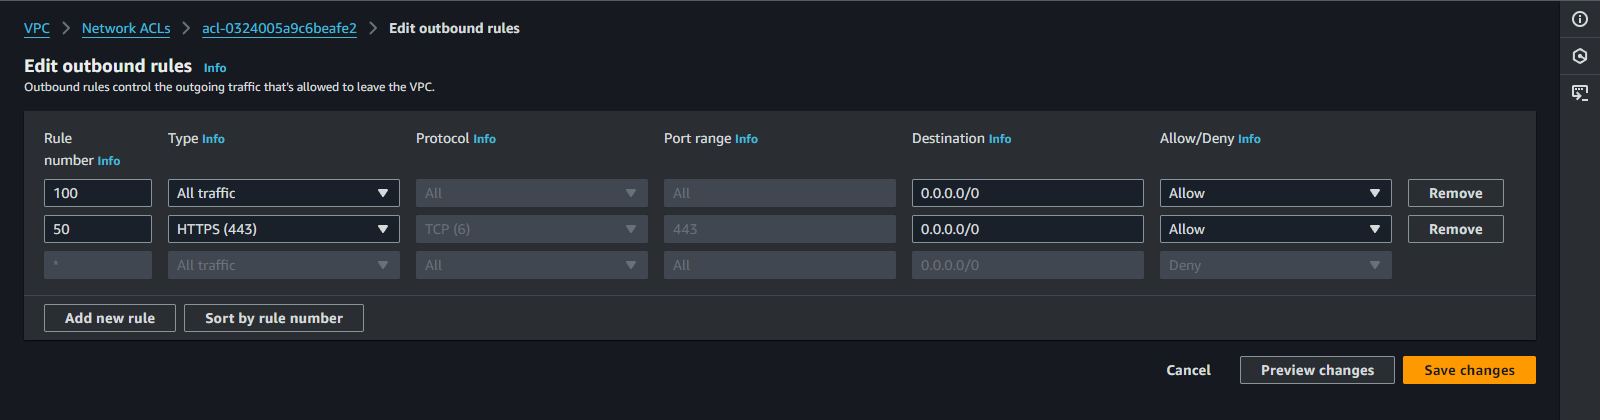 VPC > Network ACLs > acl-0324005a9c6beafe2 > Edit outbound rules
Edit outbound rules Info
Outbound rules control the outgoing traffic that's allowed to leave the VPC.
Rule number Info Type Info Protocol Info Port range Info Destination Info Allow/Deny Info
100 All traffic All All 0.0.0.0/0 Allow Remove
50 HTTPS (443) TCP (6) 443 0.0.0.0/0 Allow Remove
* All traffic All All 0.0.0.0/0 Deny
Add new rule Sort by rule number
Cancel Preview changes Save changes